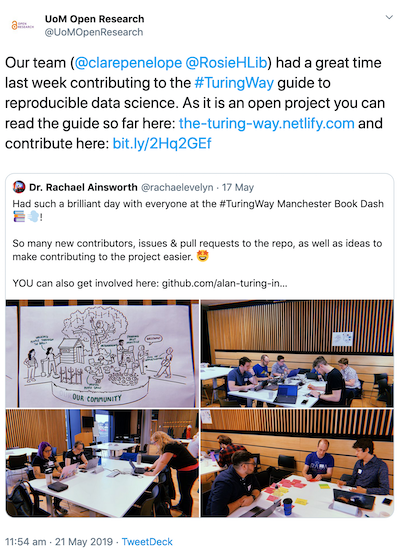 UoM Open Research
@UoMOpenResearch
Our team (@clarepenelope @RosieHLib) had a great time
last week contributing to the #TuringWay guide to
reproducible data science. As it is an open project you can
read the guide so far here: the-turing-way.netlify.com and
contribute here: bit.ly/2Hq2GEf
Dr. Rachael Ainsworth @rachaelevelyn · 17 May
Had such a brilliant day with everyone at the #TuringWay Manchester Book Dash
📚💨!
So many new contributors, issues & pull requests to the repo, as well as ideas to
make contributing to the project easier. 🤩
YOU can also get involved here: github.com/alan-turing-in...
OUR COMMUNITY
11:54 am · 21 May 2019 · TweetDeck